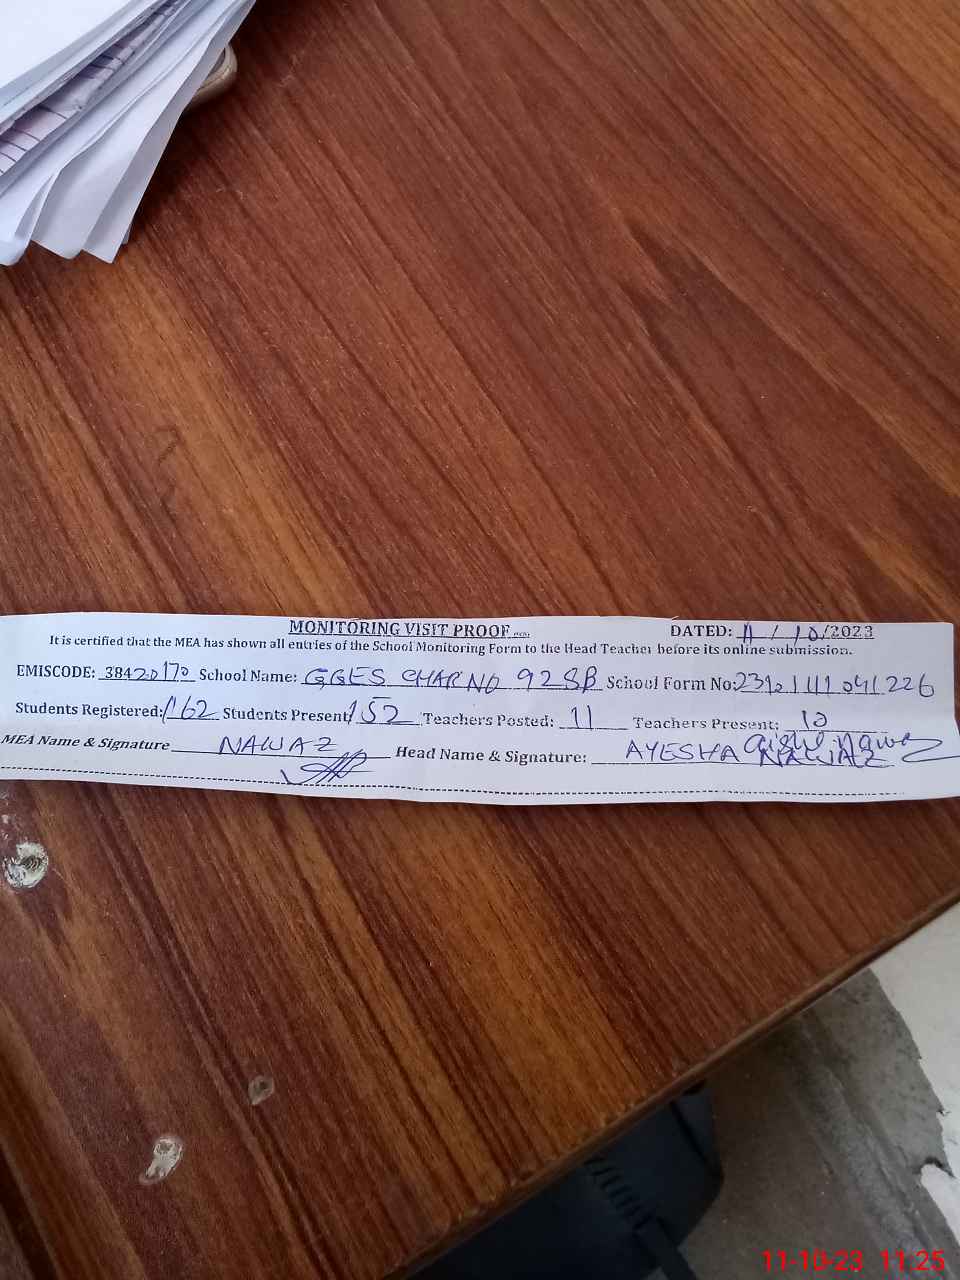 MONITORING VISIT PROOF DATED: 11/10/2023
It is certified that the MEA has shown all entries of the School Monitoring Form to the Head Teacher before its online submission.
EMISCODE: 38420170 School Name: GGES CHAK NO 92 SB School Form No:
Students Registered: 162 Students Present 152 Teachers Posted: 11 Teachers Present: 10
MEA Name & Signature NAWAZ Head Name & Signature: AYESHA NAWAZ
11-10-23 11:25